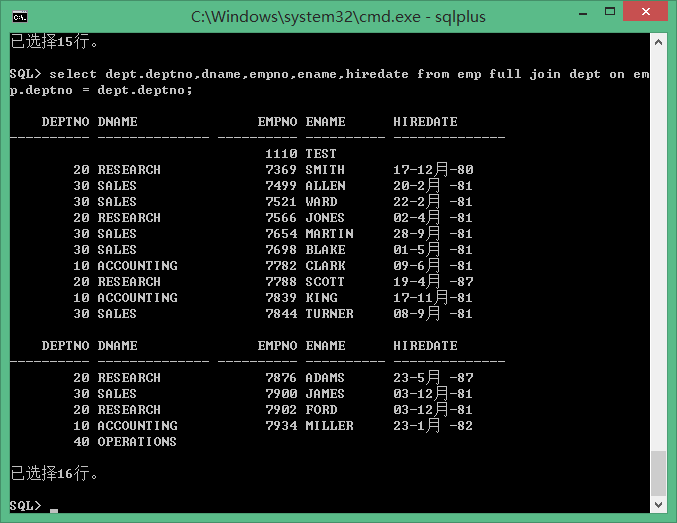 C:\Windows\system32\cmd.exe - sqlplus
已选择15行。
SQL> select dept.deptno,dname,empno,ename,hiredate from emp full join dept on em
p.deptno = dept.deptno;
DEPTNO DNAME EMPNO ENAME HIREDATE
---------- -------------- ---------- ---------- --------------
1110 TEST
20 RESEARCH 7369 SMITH 17-12月-80
30 SALES 7499 ALLEN 20-2月 -81
30 SALES 7521 WARD 22-2月 -81
20 RESEARCH 7566 JONES 02-4月 -81
30 SALES 7654 MARTIN 28-9月 -81
30 SALES 7698 BLAKE 01-5月 -81
10 ACCOUNTING 7782 CLARK 09-6月 -81
20 RESEARCH 7788 SCOTT 19-4月 -87
10 ACCOUNTING 7839 KING 17-11月-81
30 SALES 7844 TURNER 08-9月 -81
DEPTNO DNAME EMPNO ENAME HIREDATE
---------- -------------- ---------- ---------- --------------
20 RESEARCH 7876 ADAMS 23-5月 -87
30 SALES 7900 JAMES 03-12月-81
20 RESEARCH 7902 FORD 03-12月-81
10 ACCOUNTING 7934 MILLER 23-1月 -82
40 OPERATIONS
已选择16行。
SQL>